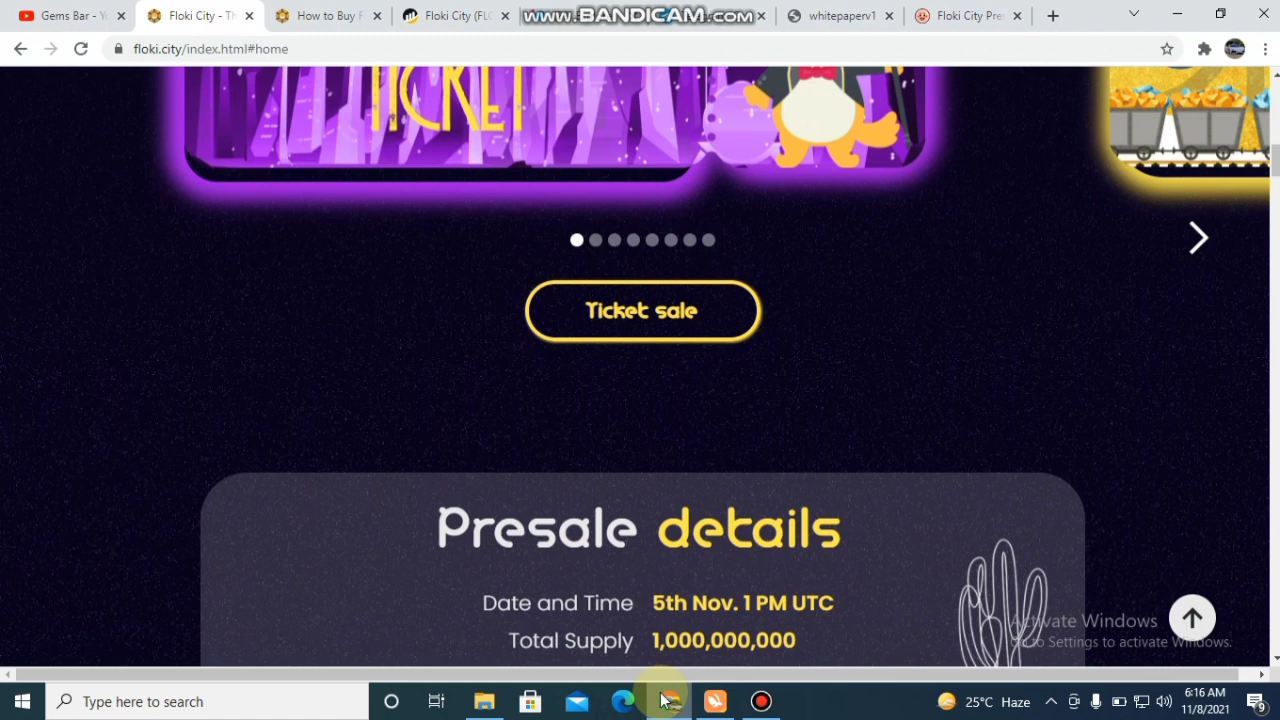 Gems Bar - Yo
Floki City - Th
How to Buy F
Floki City (FLO
www.BANDICAM.com
whitepaperv1
Floki City Pre
floki.city/index.html#home
TICKET
Ticket sale
Presale details
Date and Time 5th Nov. 1 PM UTC
Total Supply 1,000,000,000
Activate Windows
Go to Settings to activate Windows.
Type here to search
25°C Haze
6:16 AM
11/8/2021
9